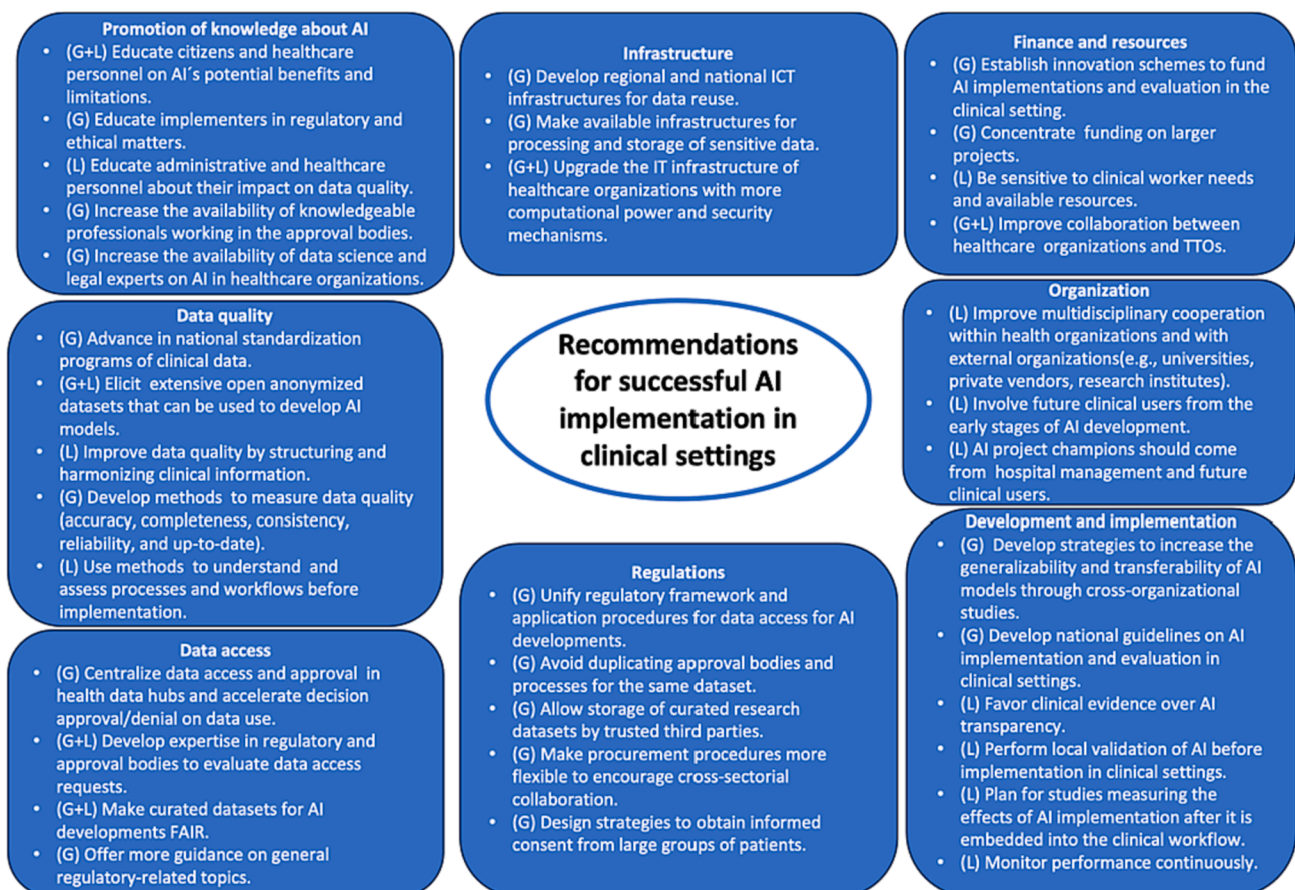 Promotion of knowledge about AI
• (G+L) Educate citizens and healthcare
personnel on AI´s potential benefits and
limitations.
• (G) Educate implementers in regulatory and
ethical matters.
• (L) Educate administrative and healthcare
personnel about their impact on data quality.
• (G) Increase the availability of knowledgeable
professionals working in the approval bodies.
• (G) Increase the availability of data science and
legal experts on AI in healthcare organizations.
Infrastructure
• (G) Develop regional and national ICT
infrastructures for data reuse.
• (G) Make available infrastructures for
processing and storage of sensitive data.
• (G+L) Upgrade the IT infrastructure of
healthcare organizations with more
computational power and security
mechanisms.
Finance and resources
• (G) Establish innovation schemes to fund
AI implementations and evaluation in the
clinical setting.
• (G) Concentrate funding on larger
projects.
• (L) Be sensitive to clinical worker needs
and available resources.
• (G+L) Improve collaboration between
healthcare organizations and TTOs.
Data quality
• (G) Advance in national standardization
programs of clinical data.
• (G+L) Elicit extensive open anonymized
datasets that can be used to develop AI
models.
• (L) Improve data quality by structuring and
harmonizing clinical information.
• (G) Develop methods to measure data quality
(accuracy, completeness, consistency,
reliability, and up-to-date).
• (L) Use methods to understand and
assess processes and workflows before
implementation.
Recommendations
for successful AI
implementation in
clinical settings
Organization
• (L) Improve multidisciplinary cooperation
within health organizations and with
external organizations(e.g., universities,
private vendors, research institutes).
• (L) Involve future clinical users from the
early stages of AI development.
• (L) AI project champions should come
from hospital management and future
clinical users.
Data access
• (G) Centralize data access and approval in
health data hubs and accelerate decision
approval/denial on data use.
• (G+L) Develop expertise in regulatory and
approval bodies to evaluate data access
requests.
• (G+L) Make curated datasets for AI
developments FAIR.
• (G) Offer more guidance on general
regulatory-related topics.
Regulations
• (G) Unify regulatory framework and
application procedures for data access for AI
developments.
• (G) Avoid duplicating approval bodies and
processes for the same dataset.
• (G) Allow storage of curated research
datasets by trusted third parties.
• (G) Make procurement procedures more
flexible to encourage cross-sectorial
collaboration.
• (G) Design strategies to obtain informed
consent from large groups of patients.
Development and implementation
• (G) Develop strategies to increase the
generalizability and transferability of AI
models through cross-organizational
studies.
• (G) Develop national guidelines on AI
implementation and evaluation in
clinical settings.
• (L) Favor clinical evidence over AI
transparency.
• (L) Perform local validation of AI before
implementation in clinical settings.
• (L) Plan for studies measuring the
effects of AI implementation after it is
embedded into the clinical workflow.
• (L) Monitor performance continuously.